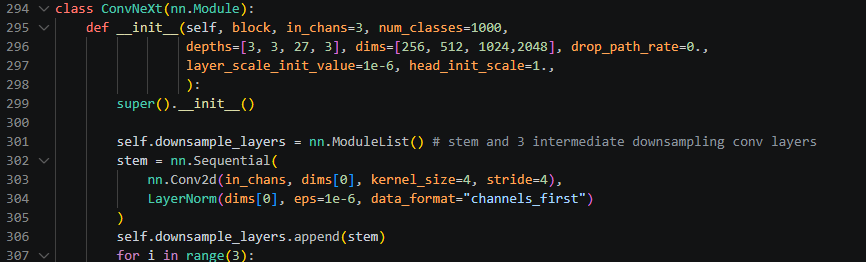 294 class ConvNeXt(nn.Module):
295 def __init__(self, block, in_chans=3, num_classes=1000,
296 depths=[3, 3, 27, 3], dims=[256, 512, 1024,2048], drop_path_rate=0.,
297 layer_scale_init_value=1e-6, head_init_scale=1.,
298 ):
299 super().__init__()
300
301 self.downsample_layers = nn.ModuleList() # stem and 3 intermediate downsampling conv layers
302 stem = nn.Sequential(
303 nn.Conv2d(in_chans, dims[0], kernel_size=4, stride=4),
304 LayerNorm(dims[0], eps=1e-6, data_format="channels_first")
305 )
306 self.downsample_layers.append(stem)
307 for i in range(3):